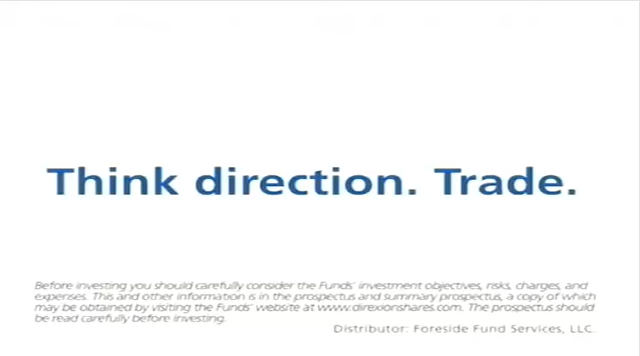 Think direction. Trade.
Before investing you should carefully consider the Funds' investment objectives, risks, charges, and
expenses. This and other information is in the prospectus and summary prospectus, a copy of which
may be obtained by visiting the Funds' website at www.direxionshares.com. The prospectus should
be read carefully before investing.
Distributor: Foreside Fund Services, LLC.